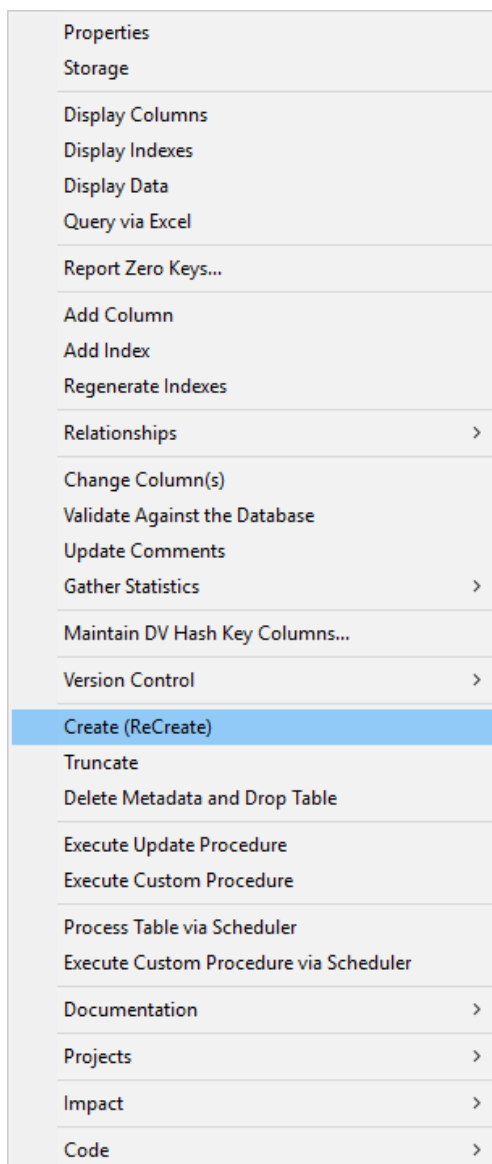 Properties
Storage
Display Columns
Display Indexes
Display Data
Query via Excel
Report Zero Keys...
Add Column
Add Index
Regenerate Indexes
Relationships
Change Column(s)
Validate Against the Database
Update Comments
Gather Statistics
Maintain DV Hash Key Columns...
Version Control
Create (ReCreate)
Truncate
Delete Metadata and Drop Table
Execute Update Procedure
Execute Custom Procedure
Process Table via Scheduler
Execute Custom Procedure via Scheduler
Documentation
Projects
Impact
Code